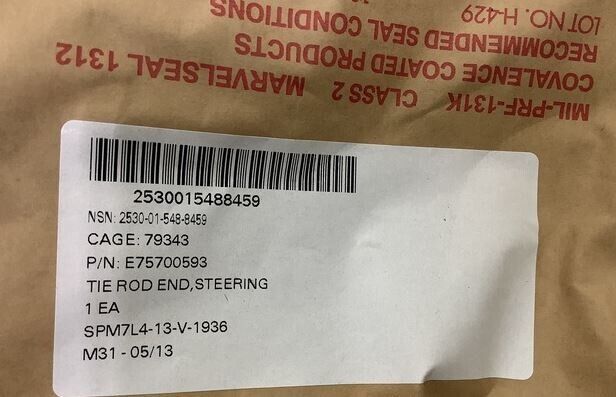 MIL-PRF-131K CLASS 2 MARVELSEAL 1312
COVALENCE COATED PRODUCTS
RECOMMENDED SEAL CONDITIONS
LOT NO. H-429
2530015488459
NSN: 2530-01-548-8459
CAGE: 79343
P/N: E75700593
TIE ROD END,STEERING
1 EA
SPM7L4-13-V-1936
M31 - 05/13